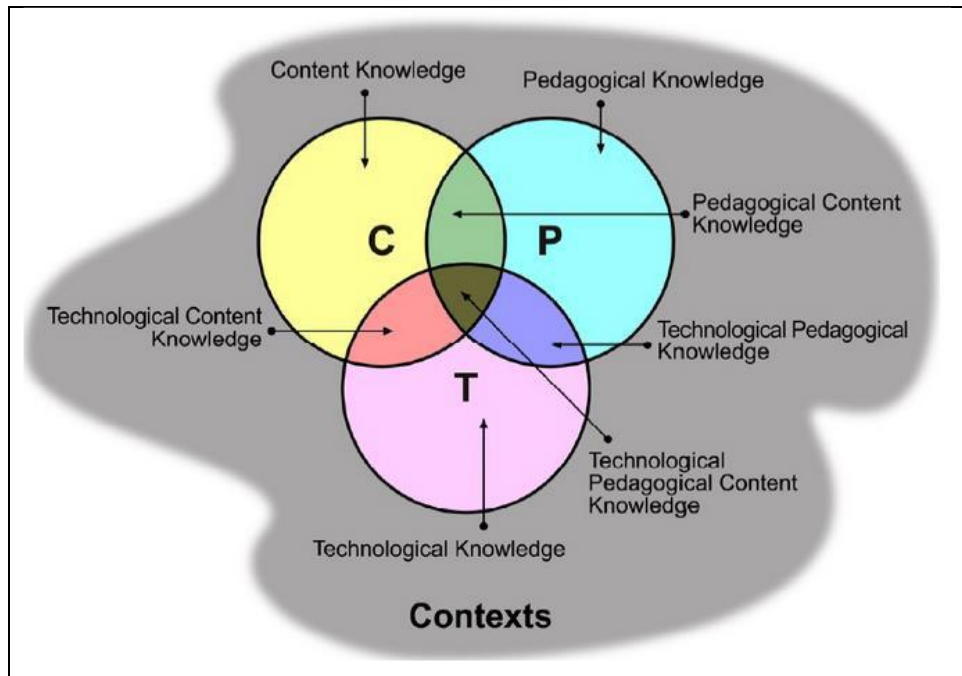 Content Knowledge
Pedagogical Knowledge
Pedagogical Content
Knowledge
C
P
Technological Content
Knowledge
Technological Pedagogical
Knowledge
T
Technological
Pedagogical Content
Knowledge
Technological Knowledge
Contexts